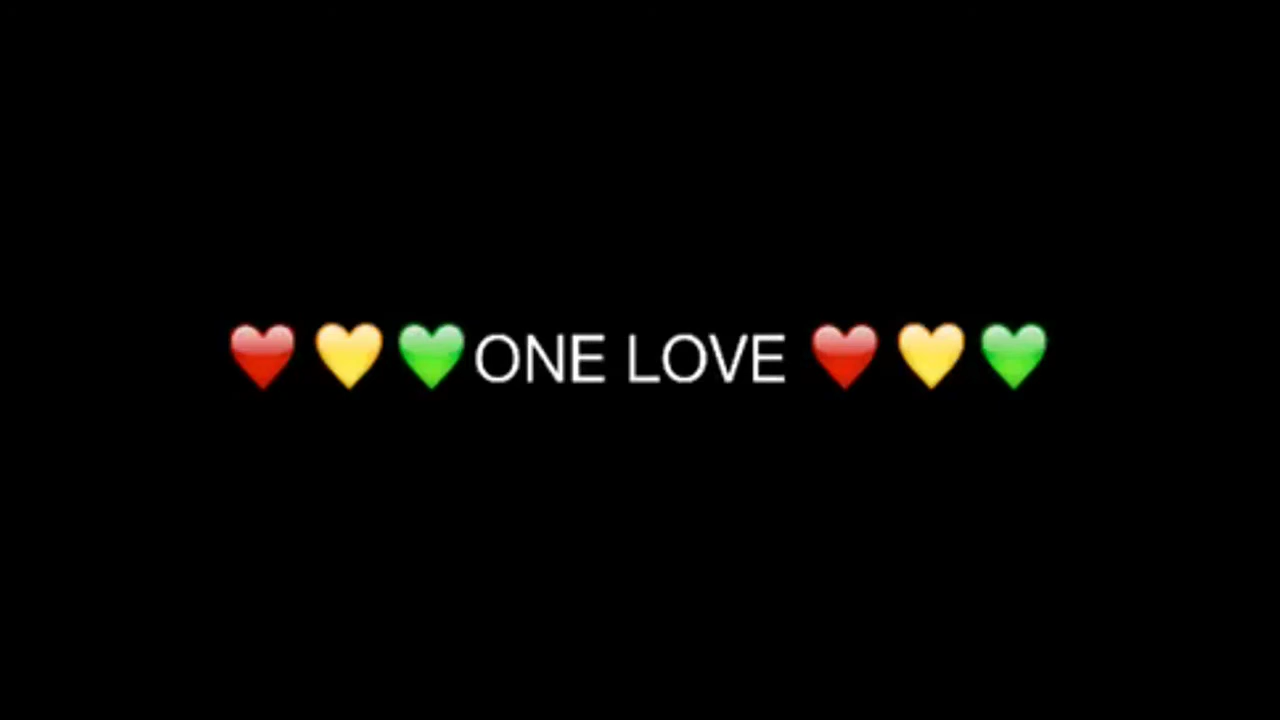 ❤️ 💛 💚ONE LOVE ❤️ 💛 💚